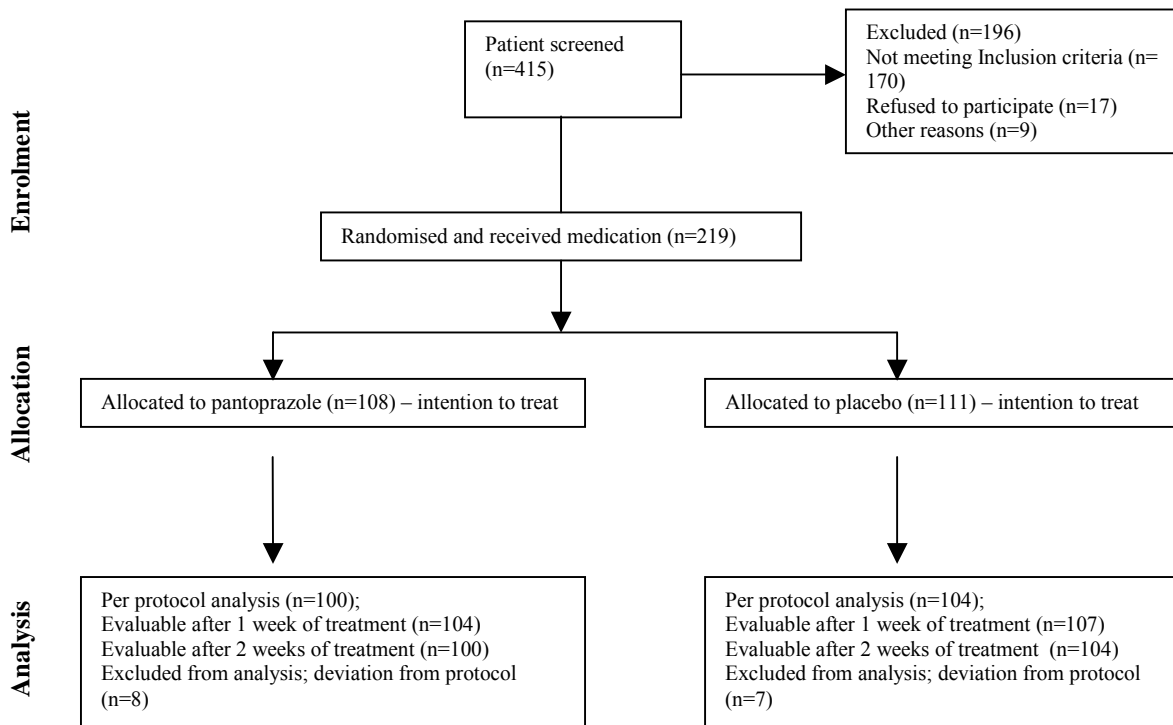 Patient screened
(n=415)
Excluded (n=196)
Not meeting Inclusion criteria (n=
170)
Refused to participate (n=17)
Other reasons (n=9)
Enrolment
Randomised and received medication (n=219)
Allocation
Allocated to pantoprazole (n=108) – intention to treat
Allocated to placebo (n=111) – intention to treat
Analysis
Per protocol analysis (n=100);
Evaluable after 1 week of treatment (n=104)
Evaluable after 2 weeks of treatment (n=100)
Excluded from analysis; deviation from protocol
(n=8)
Per protocol analysis (n=104);
Evaluable after 1 week of treatment (n=107)
Evaluable after 2 weeks of treatment (n=104)
Excluded from analysis; deviation from protocol
(n=7)